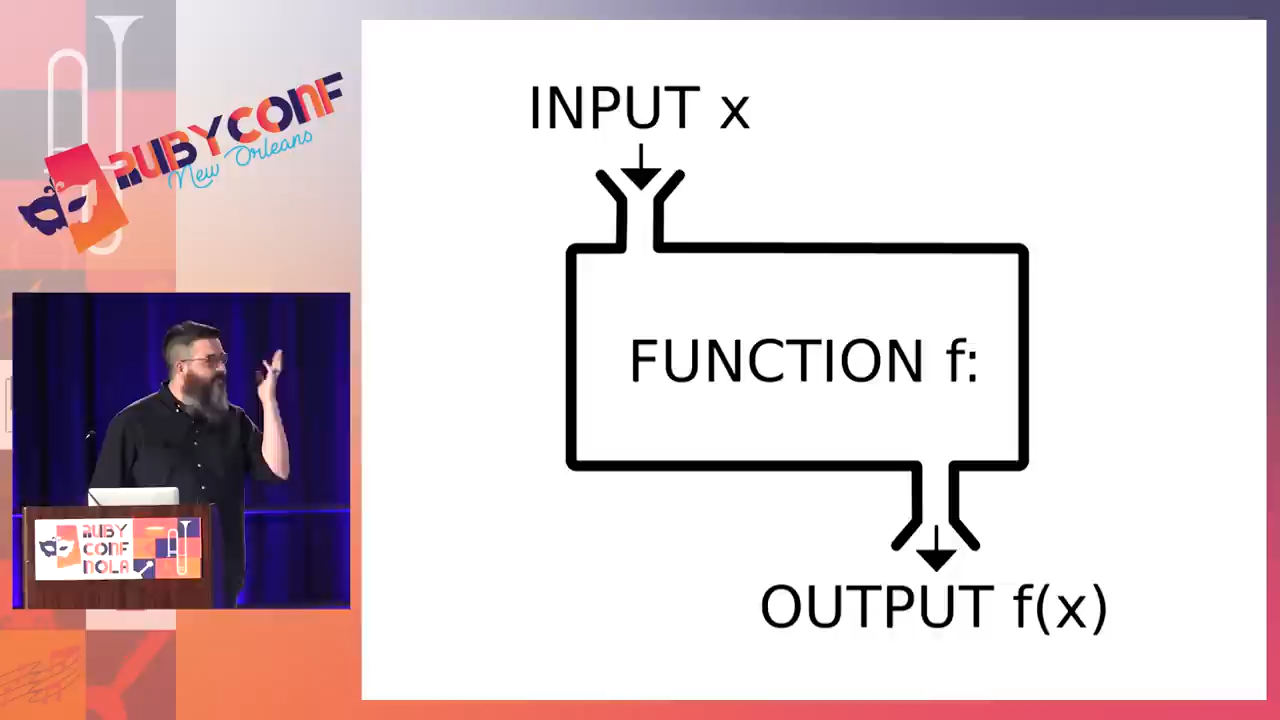 RUBYCONF
New Orleans
RUBY
CONF
NOLA
INPUT x
FUNCTION f:
OUTPUT f(x)